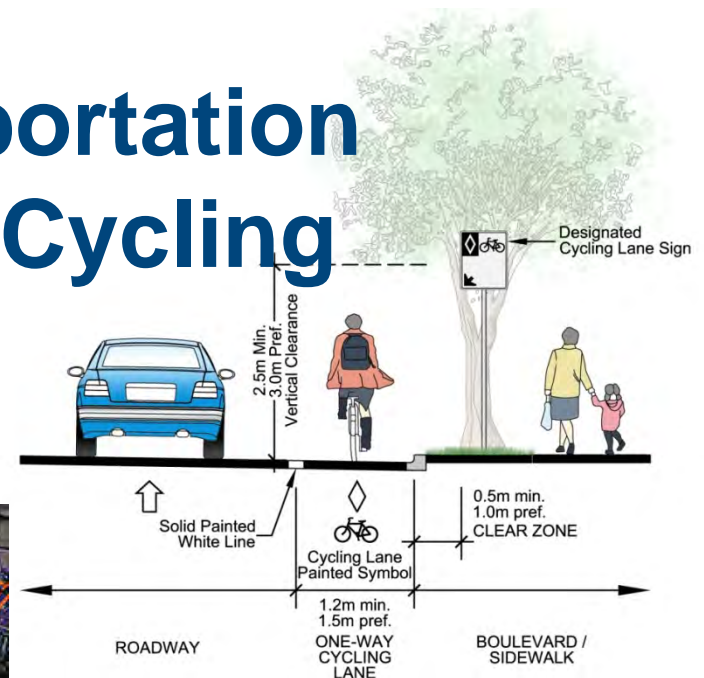 portation
Cycling
Designated
Cycling Lane Sign
2.5m Min.
3.0m Pref.
Vertical Clearance
Solid Painted
White Line
Cycling Lane
Painted Symbol
0.5m min.
1.0m pref.
CLEAR ZONE
1.2m min.
1.5m pref.
ROADWAY
ONE-WAY
CYCLING
LANE
BOULEVARD /
SIDEWALK